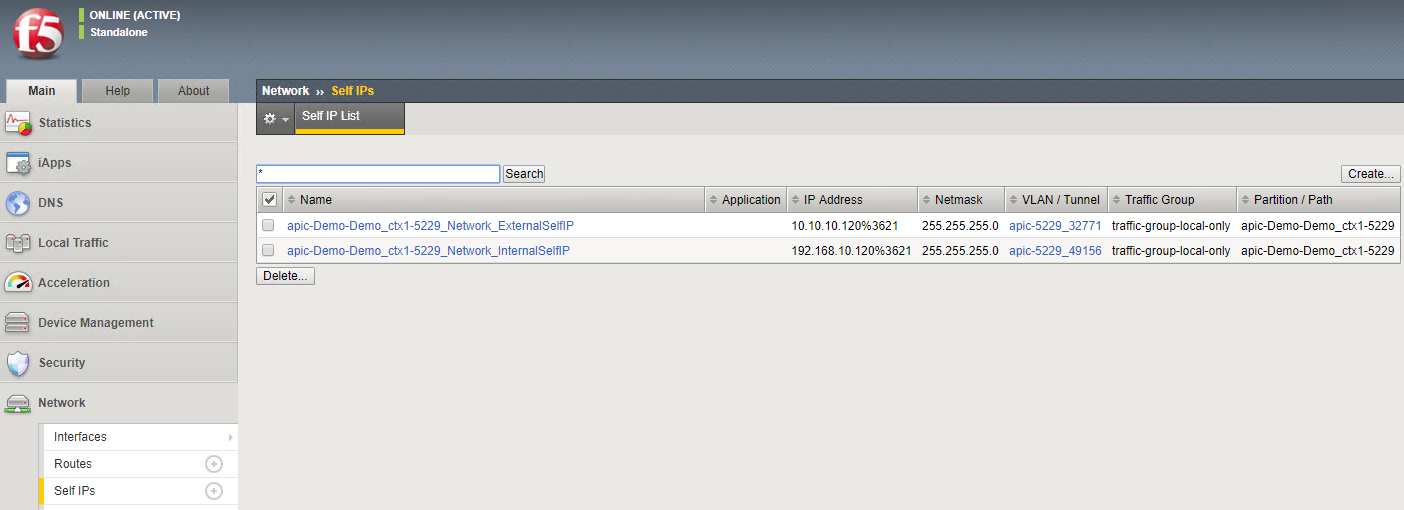 f5
ONLINE (ACTIVE)
Standalone
Main Help About
Statistics
iApps
DNS
Local Traffic
Acceleration
Device Management
Security
Network
Interfaces
Routes
Self IPs
Network ›› Self IPs
Self IP List
* Search Create...
Name Application IP Address Netmask VLAN / Tunnel Traffic Group Partition / Path
apic-Demo-Demo_ctx1-5229_Network_ExternalSelfIP 10.10.10.120%3621 255.255.255.0 apic-5229_32771 traffic-group-local-only apic-Demo-Demo_ctx1-5229
apic-Demo-Demo_ctx1-5229_Network_InternalSelfIP 192.168.10.120%3621 255.255.255.0 apic-5229_49156 traffic-group-local-only apic-Demo-Demo_ctx1-5229
Delete...